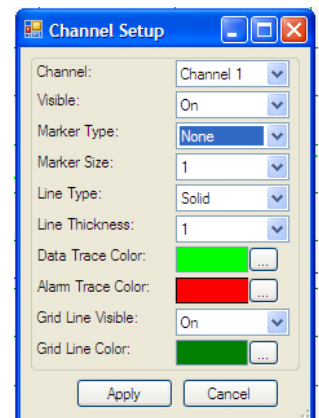 Channel Setup
Channel: Channel 1
Visible: On
Marker Type: None
Marker Size: 1
Line Type: Solid
Line Thickness: 1
Data Trace Color: ...
Alarm Trace Color: ...
Grid Line Visible: On
Grid Line Color: ...
Apply Cancel